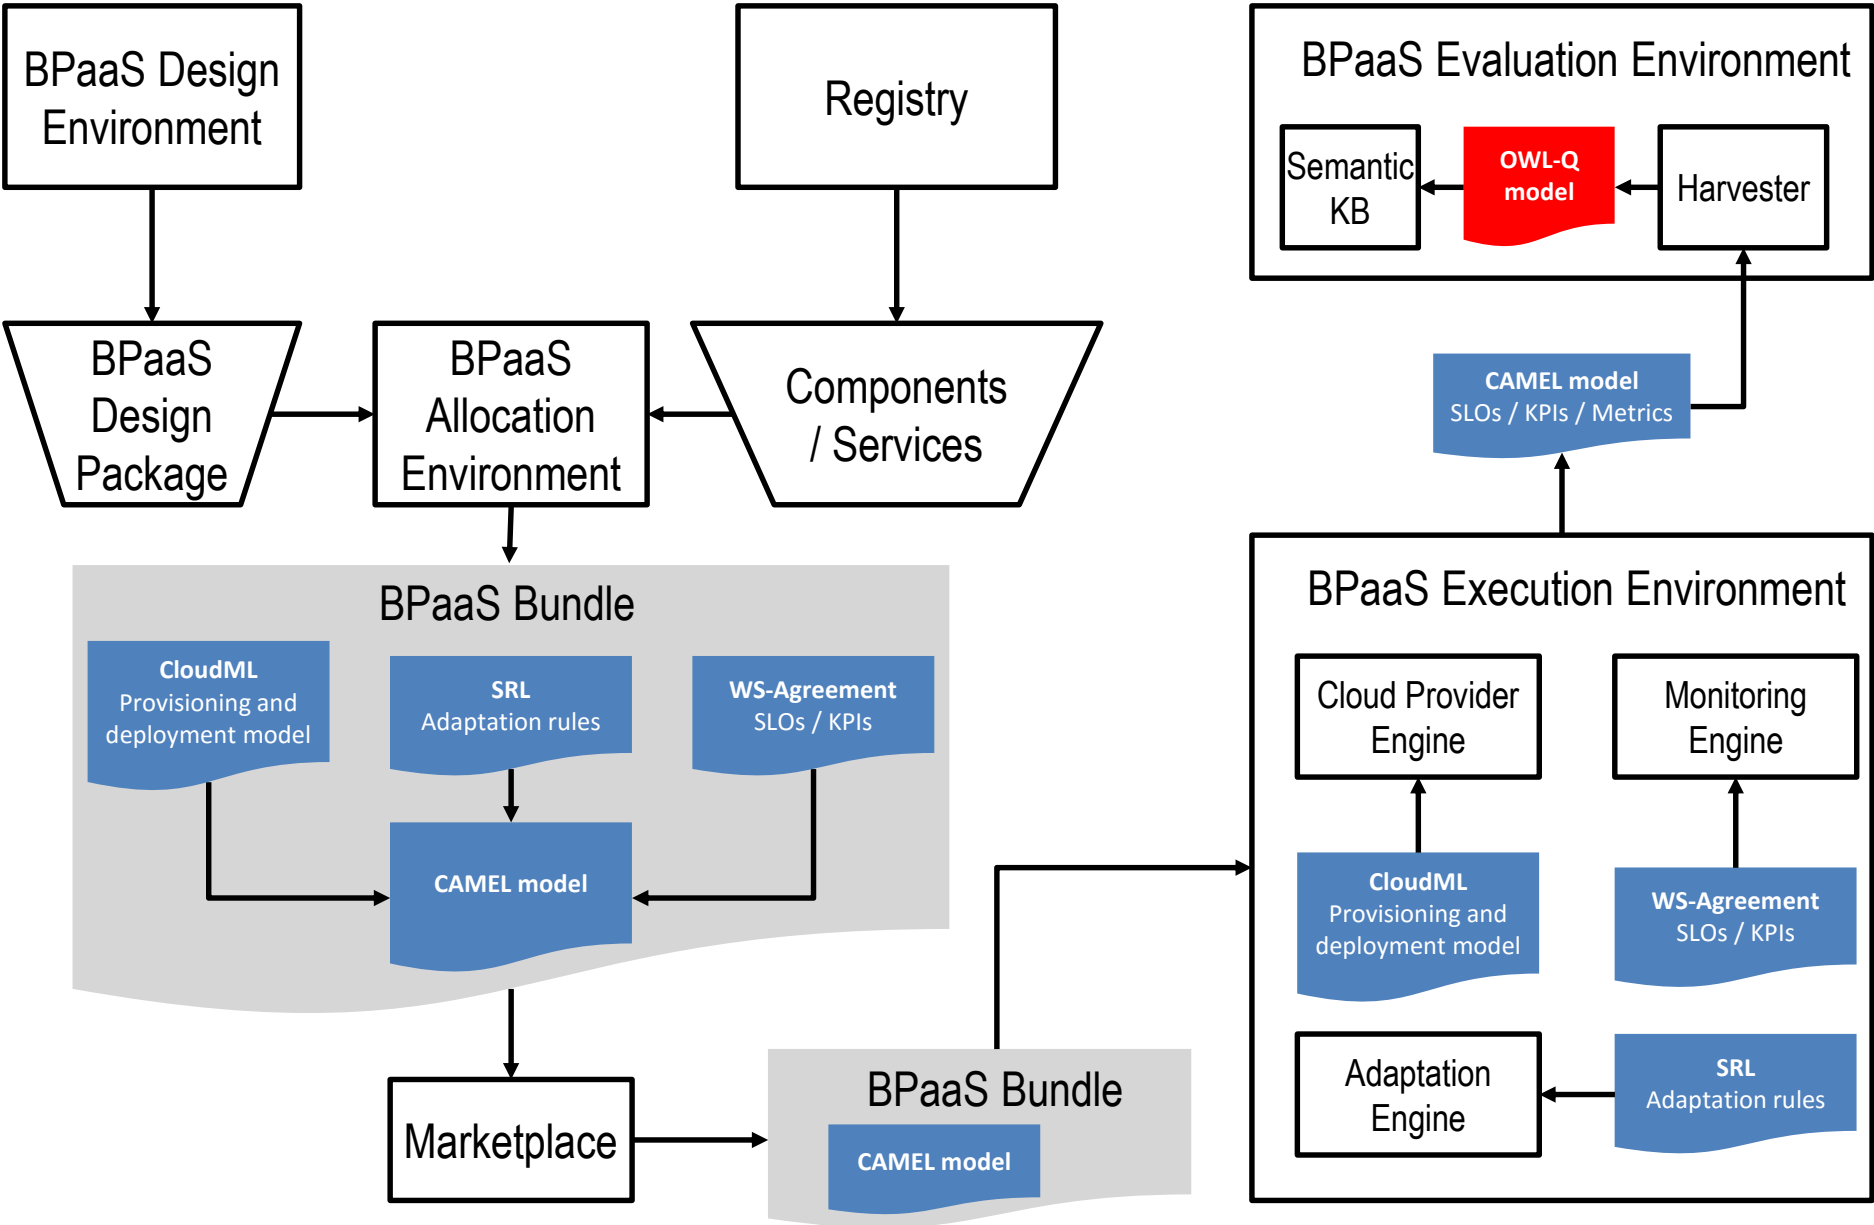 BPaaS Design
Environment
Registry
BPaaS Evaluation Environment
Semantic
KB
OWL-Q
model
Harvester
BPaaS
Design
Package
BPaaS
Allocation
Environment
Components
/ Services
CAMEL model
SLOs / KPIs / Metrics
BPaaS Bundle
CloudML
Provisioning and
deployment model
SRL
Adaptation rules
WS-Agreement
SLOs / KPIs
CAMEL model
Marketplace
BPaaS Bundle
CAMEL model
BPaaS Execution Environment
Cloud Provider
Engine
Monitoring
Engine
CloudML
Provisioning and
deployment model
WS-Agreement
SLOs / KPIs
Adaptation
Engine
SRL
Adaptation rules